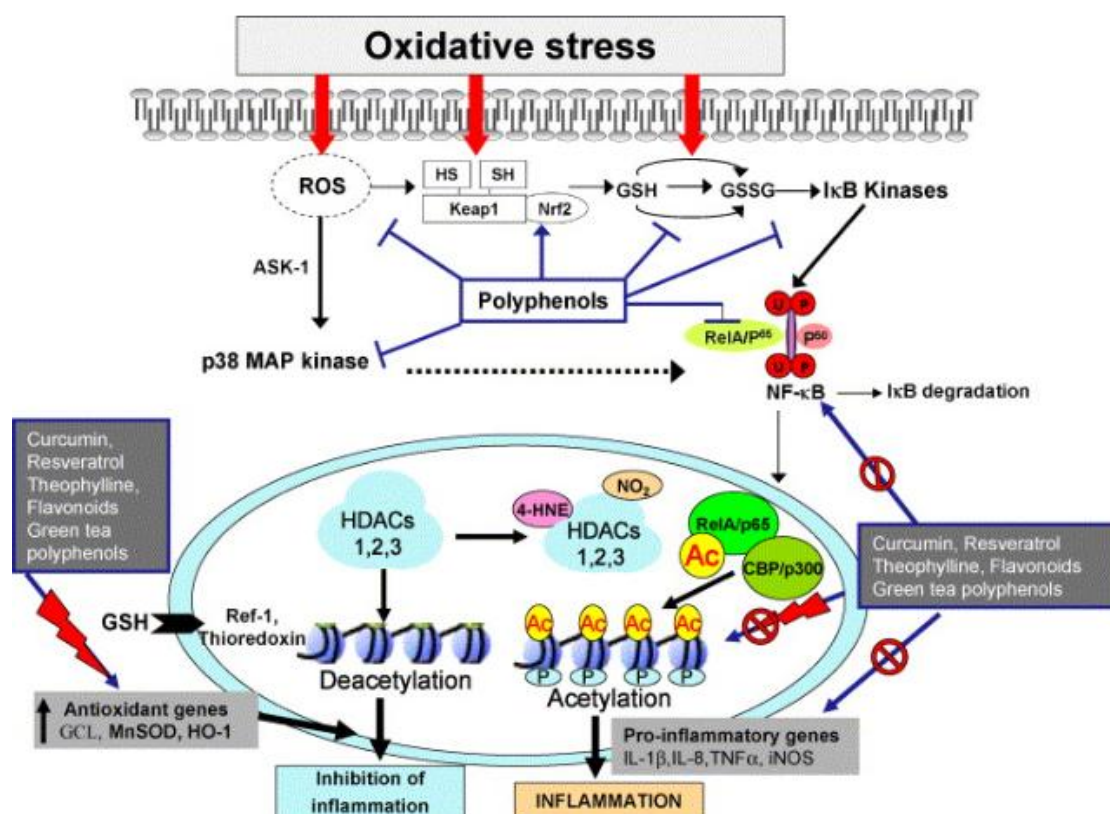 Oxidative stress
ROS
HS
SH
Keap1
Nrf2
GSH
GSSG
IκB Kinases
ASK-1
Polyphenols
U P
RelA/P65
p50
U P
p38 MAP kinase
NF-κB
IκB degradation
Curcumin,
Resveratrol
Theophylline,
Flavonoids
Green tea
polyphenols
HDACs
1,2,3
4-HNE
NO2
HDACs
1,2,3
RelA/p65
Ac
CBP/p300
Curcumin, Resveratrol
Theophylline, Flavonoids
Green tea polyphenols
GSH
Ref-1,
Thioredoxin
Ac Ac Ac Ac
P P P P
Deacetylation
Acetylation
Antioxidant genes
GCL, MnSOD, HO-1
Pro-inflammatory genes
IL-1β,IL-8,TNFα, iNOS
Inhibition of
inflammation
INFLAMMATION